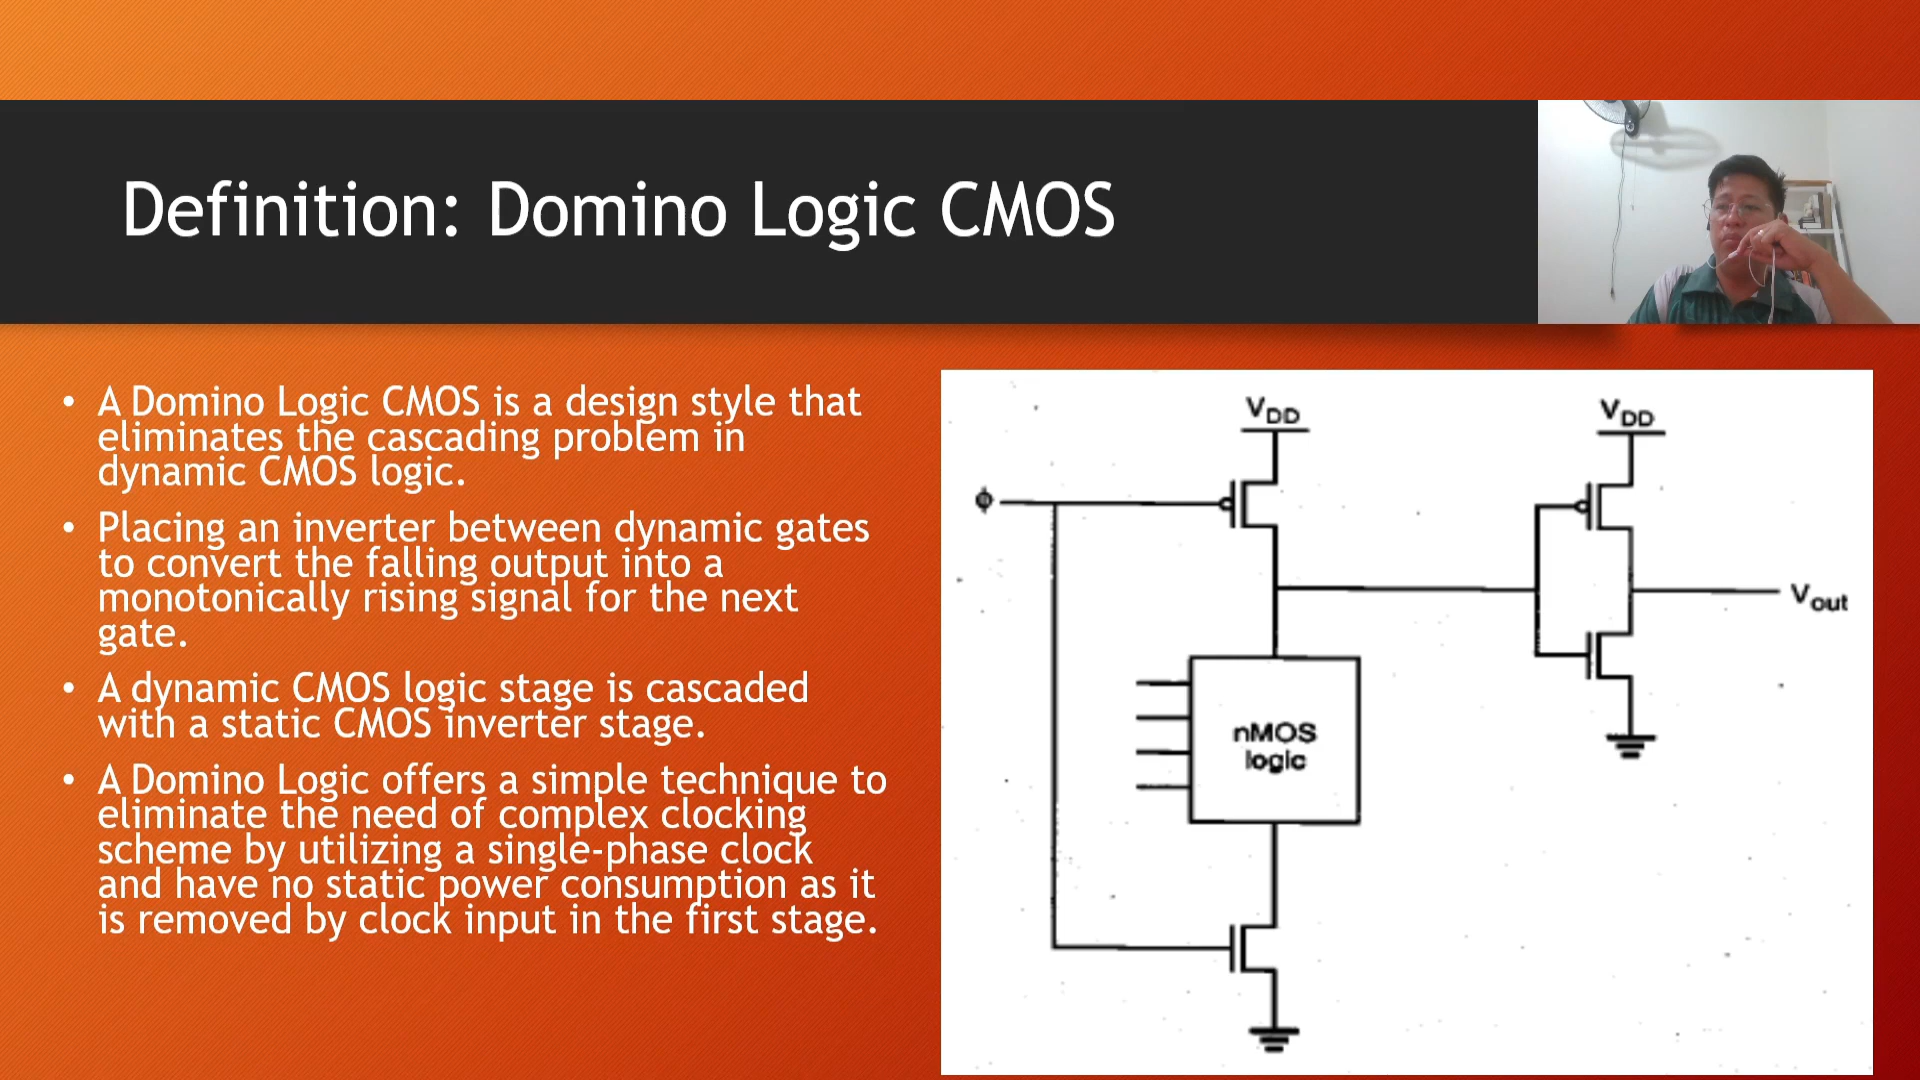 Definition: Domino Logic CMOS
• A Domino Logic CMOS is a design style that
eliminates the cascading problem in
dynamic CMOS logic.
• Placing an inverter between dynamic gates
to convert the falling output into a
monotonically rising signal for the next
gate.
• A dynamic CMOS logic stage is cascaded
with a static CMOS inverter stage.
• A Domino Logic offers a simple technique to
eliminate the need of complex clocking
scheme by utilizing a single-phase clock
and have no static power consumption as it
is removed by clock input in the first stage.
VDD
VDD
ϕ
Vout
nMOS
logic